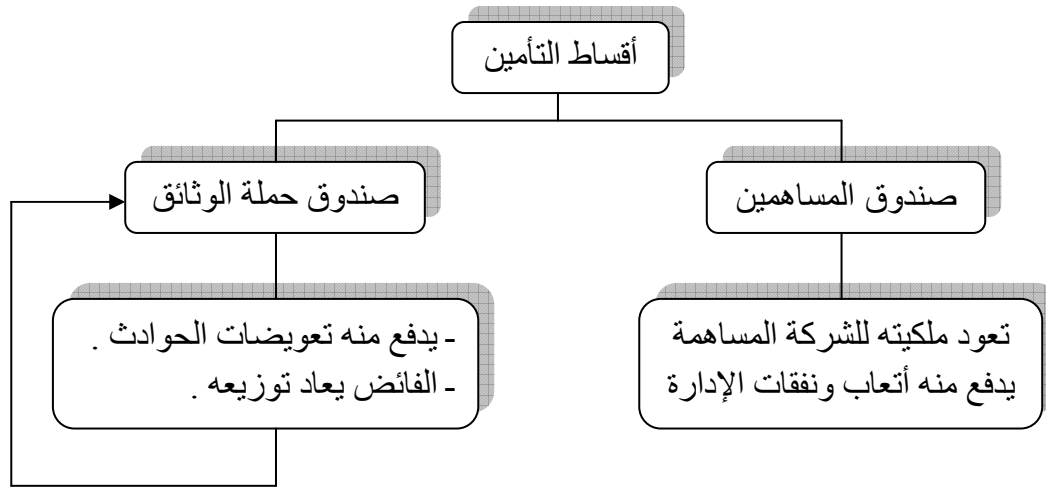 أقساط التأمين
صندوق المساهمين
صندوق حملة الوثائق
تعود ملكيته للشركة المساهمة
يدفع منه أتعاب ونفقات الإدارة
- يدفع منه تعويضات الحوادث .
- الفائض يعاد توزيعه .